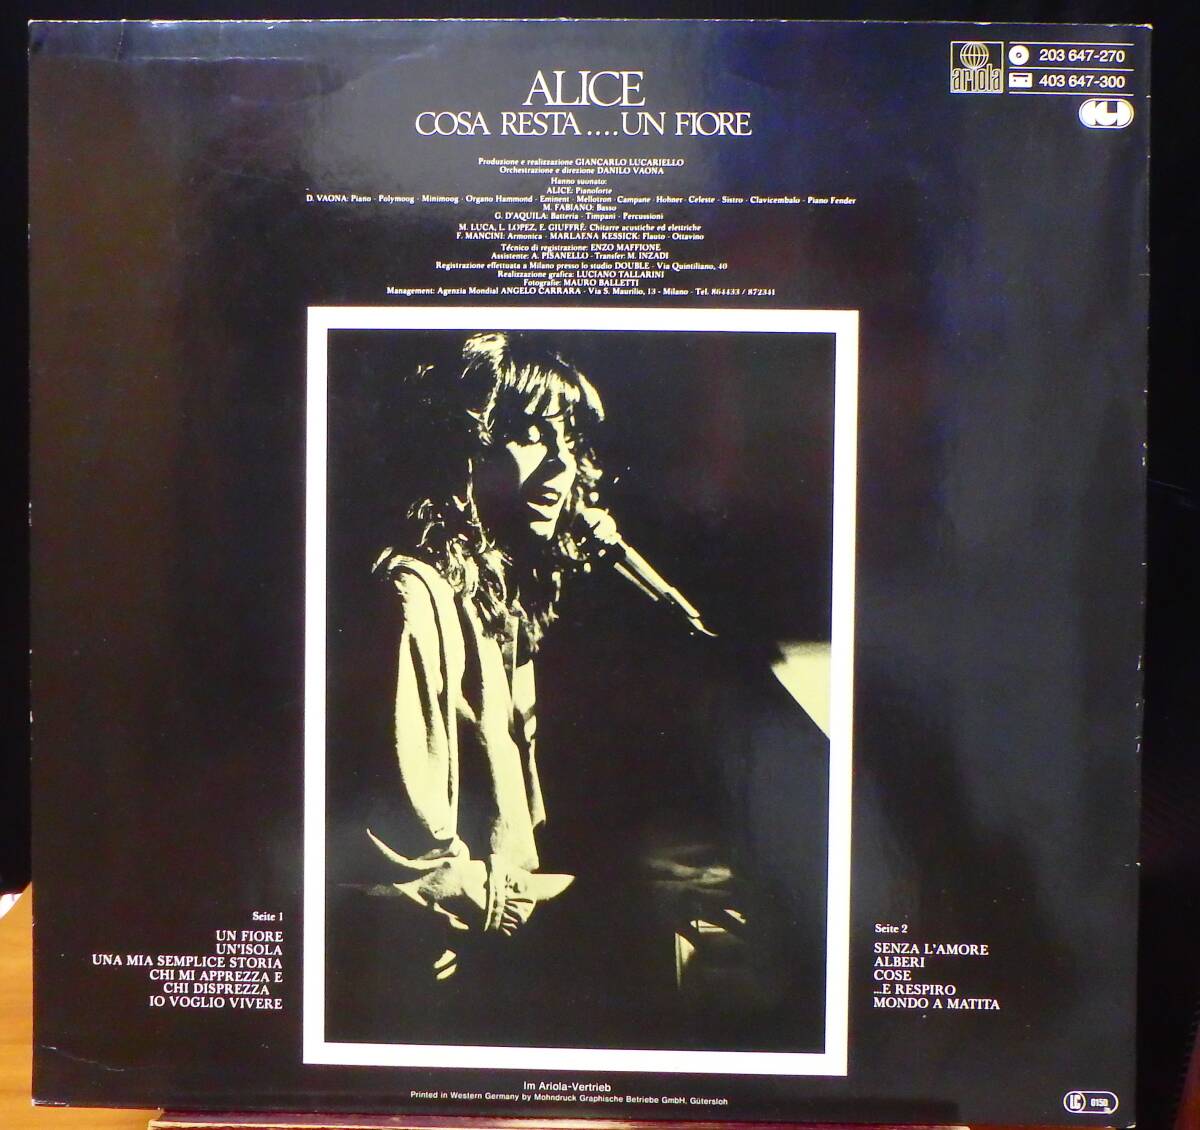 ALICE
COSA RESTA....UN FIORE
ariola
203 647-270
403 647-300
Produzione e realizzazione GIANCARLO LUCARIELLO
Orchestrazione e direzione DANILO VAONA
Hanno suonato:
ALICE: Pianoforte
D. VAONA: Piano - Polymoog - Minimoog - Organo Hammond - Eminent - Mellotron - Campane - Hohner - Celeste - Sistro - Clavicembalo - Piano Fender
M. FABIANO: Basso
G. D'AQUILA: Batteria - Timpani - Percussioni
M. LUCA, L. LOPEZ, E. GIUFFRÈ: Chitarre acustiche ed elettriche
F. MANCINI: Armonica - MARLAENA KESSICK: Flauto - Ottavino
Técnico di registrazione: ENZO MAFFIONE
Assistente: A. PISANELLO - Transfer: M. INZADI
Registrazione effettuata a Milano presso lo studio DOUBLE - Via Quintiliano, 40
Realizzazione grafica: LUCIANO TALLARINI
Fotografie: MAURO BALLETTI
Management: Agenzia Mondial ANGELO CARRARA - Via S. Maurilio, 13 - Milano - Tel. 864433 / 872341
Seite 1
UN FIORE
UN'ISOLA
UNA MIA SEMPLICE STORIA
CHI MI APPREZZA E
CHI DISPREZZA
IO VOGLIO VIVERE
Seite 2
SENZA L'AMORE
ALBERI
COSE
...E RESPIRO
MONDO A MATITA
Im Ariola-Vertrieb
Printed in Western Germany by Mohndruck Graphische Betriebe GmbH, Gütersloh
LC 0150